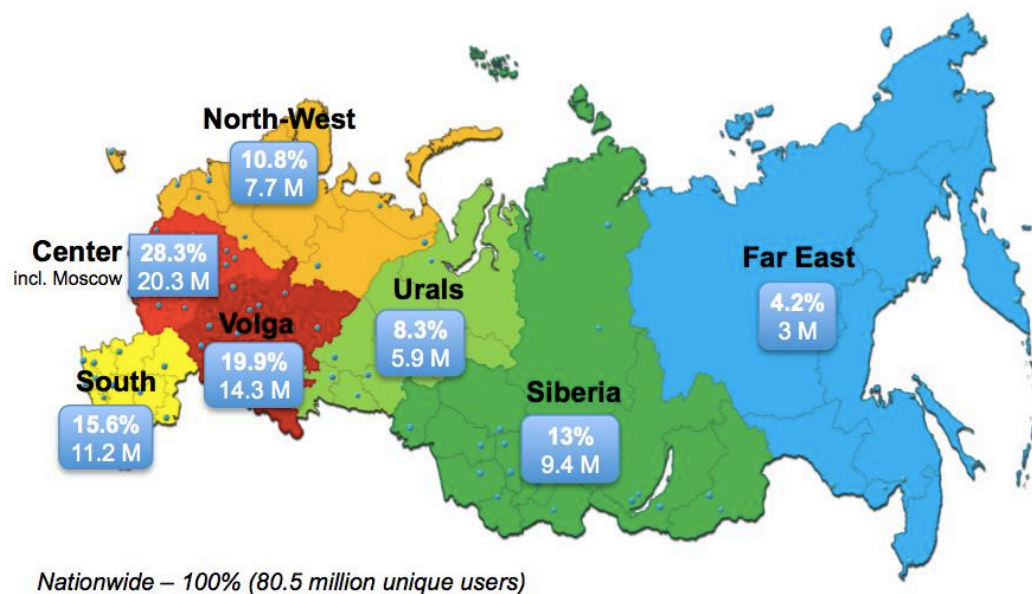 North-West
10.8%
7.7 M
Center
incl. Moscow
28.3%
20.3 M
Urals
8.3%
5.9 M
Far East
4.2%
3 M
Volga
19.9%
14.3 M
South
15.6%
11.2 M
Siberia
13%
9.4 M
Nationwide – 100% (80.5 million unique users)